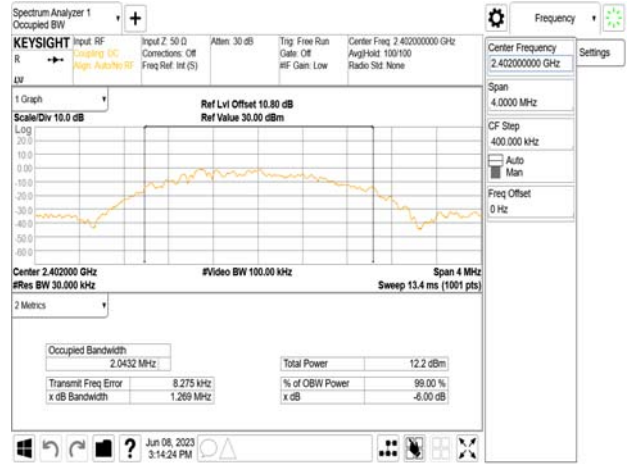 Spectrum Analyzer 1
Occupied BW
Frequency
KEYSIGHT
R
Input: RF
Coupling: DC
Align: Auto/No RF
Input Z: 50 Ω
Corrections: Off
Freq Ref: Int (S)
Atten: 30 dB
Trig: Free Run
Gate: Off
#IF Gain: Low
Center Freq: 2.402000000 GHz
Avg|Hold: 100/100
Radio Std: None
Center Frequency
2.402000000 GHz
Settings
Span
4.0000 MHz
CF Step
400.000 kHz
Auto
Man
Freq Offset
0 Hz
1 Graph
Scale/Div 10.0 dB
Ref Lvl Offset 10.80 dB
Ref Value 30.00 dBm
Log
20.0
10.0
0.00
-10.0
-20.0
-30.0
-40.0
-50.0
-60.0
Center 2.402000 GHz
#Res BW 30.000 kHz
#Video BW 100.00 kHz
Span 4 MHz
Sweep 13.4 ms (1001 pts)
2 Metrics
Occupied Bandwidth
2.0432 MHz
Transmit Freq Error 8.275 kHz
x dB Bandwidth 1.269 MHz
Total Power 12.2 dBm
% of OBW Power 99.00 %
x dB -6.00 dB
?
Jun 08, 2023
3:14:24 PM